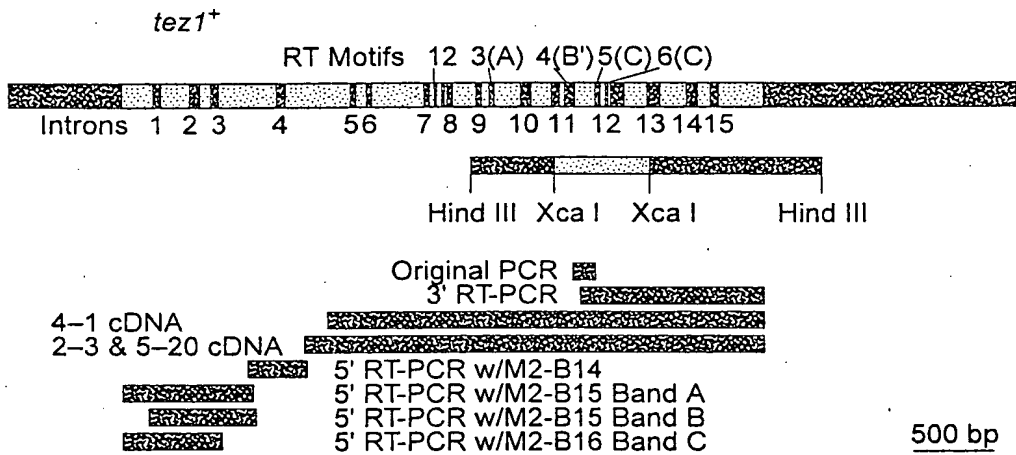 tez1+
RT Motifs 12 3(A) 4(B') 5(C) 6(C)
Introns 1 2 3 4 5 6 7 8 9 10 11 12 13 14 15
Hind III Xca I Xca I Hind III
Original PCR
3' RT-PCR
4–1 cDNA
2–3 & 5–20 cDNA
5' RT-PCR w/M2-B14
5' RT-PCR w/M2-B15 Band A
5' RT-PCR w/M2-B15 Band B
5' RT-PCR w/M2-B16 Band C
500 bp